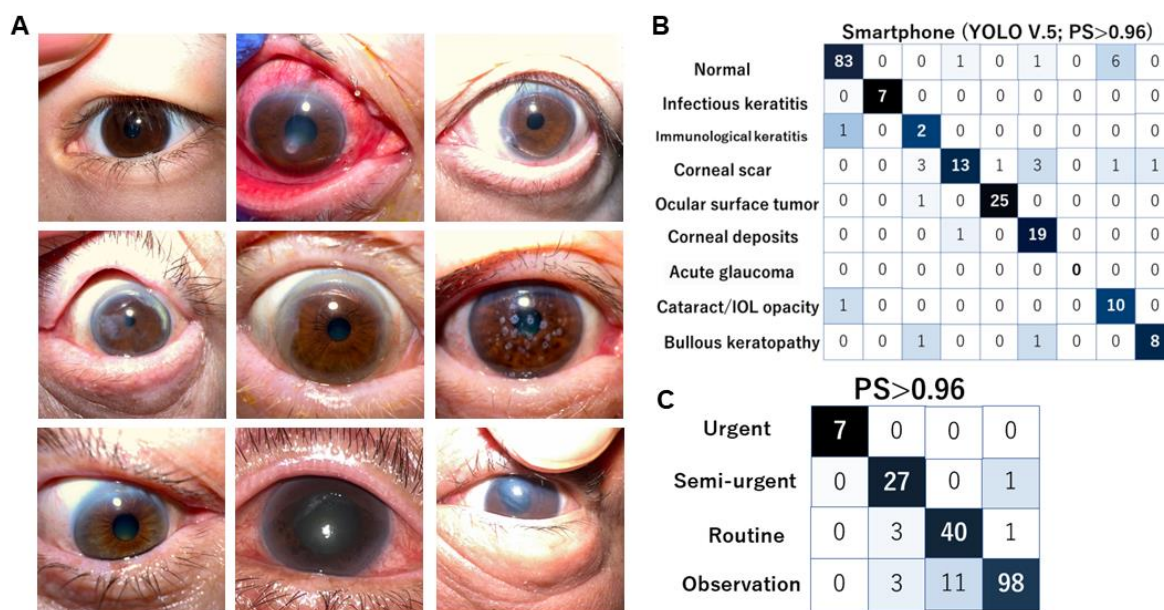 A
B
Smartphone (YOLO V.5; PS>0.96)
Normal 83 0 0 1 0 1 0 6 0
Infectious keratitis 0 7 0 0 0 0 0 0 0
Immunological keratitis 1 0 2 0 0 0 0 0 0
Corneal scar 0 0 3 13 1 3 0 1 1
Ocular surface tumor 0 0 1 0 25 0 0 0 0
Corneal deposits 0 0 0 1 0 19 0 0 0
Acute glaucoma 0 0 0 0 0 0 0 0 0
Cataract/IOL opacity 1 0 0 0 0 0 0 10 0
Bullous keratopathy 0 0 1 0 0 1 0 0 8
C
PS>0.96
Urgent 7 0 0 0
Semi-urgent 0 27 0 1
Routine 0 3 40 1
Observation 0 3 11 98